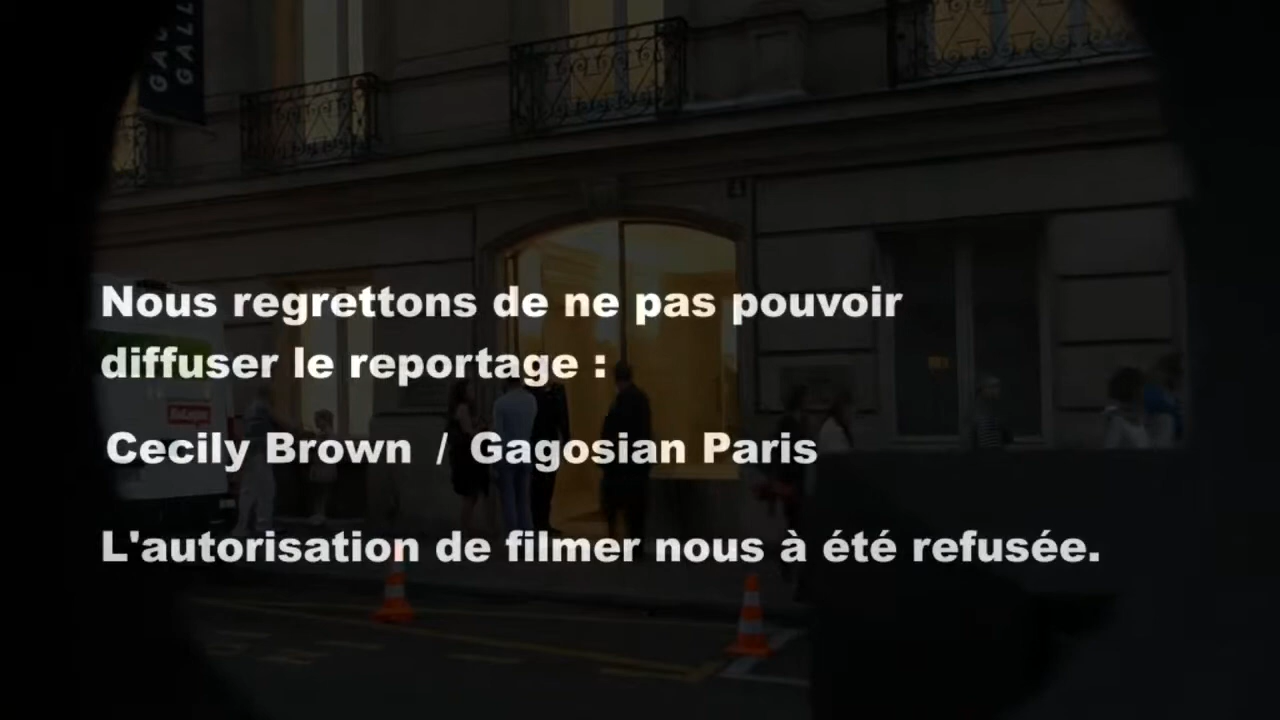 GALL
Nous regrettons de ne pas pouvoir
diffuser le reportage :
Cecily Brown / Gagosian Paris
L'autorisation de filmer nous à été refusée.